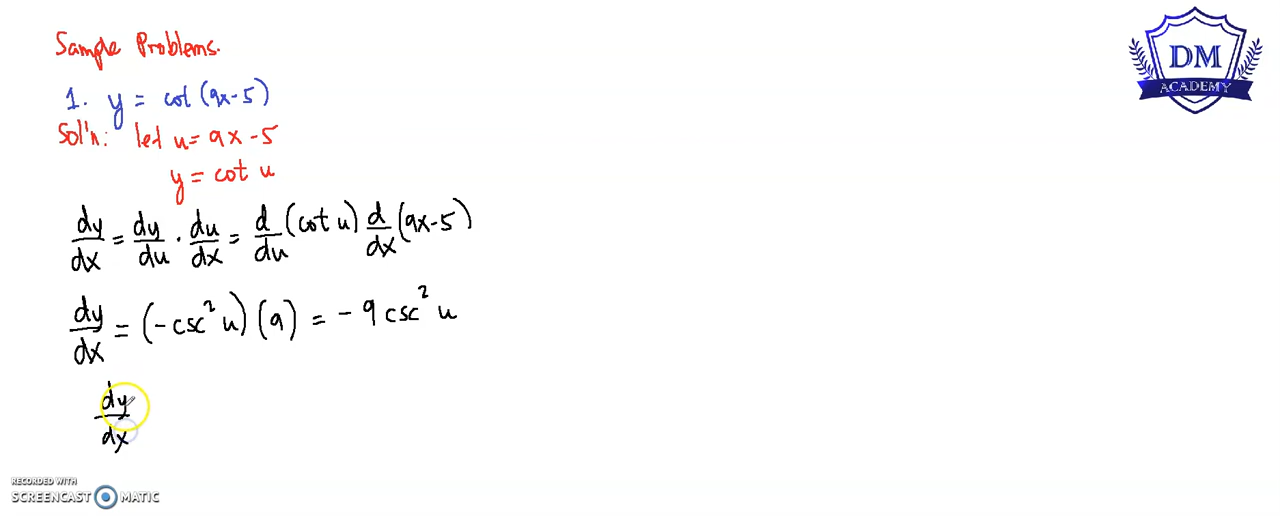 Sample Problems.
DM
ACADEMY
1. y = cot (9x-5)
Sol'n: let u = 9x -5
y = cot u
dy/dx = dy/du · du/dx = d/du (cot u) d/dx (9x-5)
dy/dx = (-csc² u) (9) = - 9 csc² u
dy/dx
RECORDED WITH
SCREENCAST MATIC